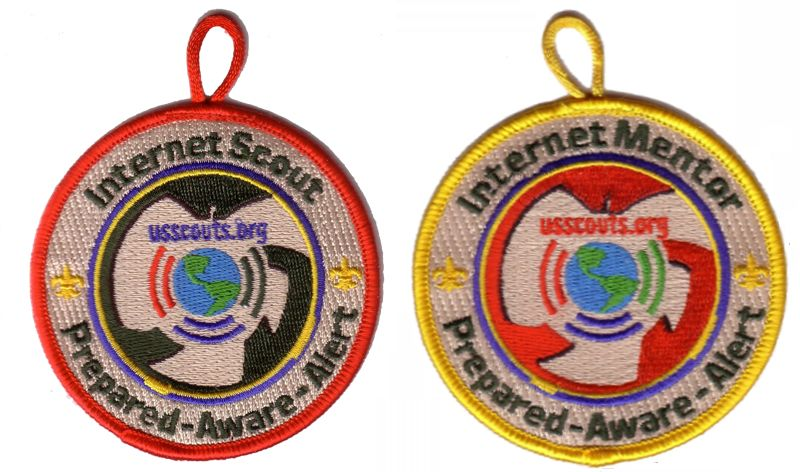 Internet Scout
usscouts.org
Prepared-Aware-Alert
Internet Mentor
usscouts.org
Prepared-Aware-Alert